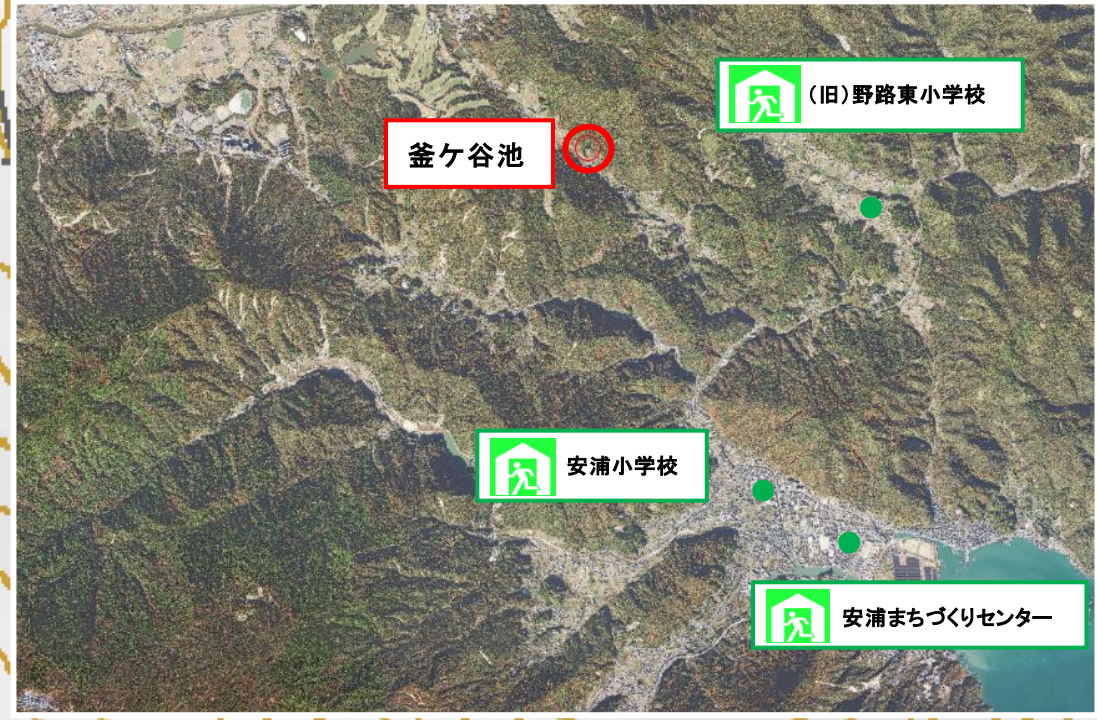 (旧)野路東小学校
釜ケ谷池
安浦小学校
安浦まちづくりセンター